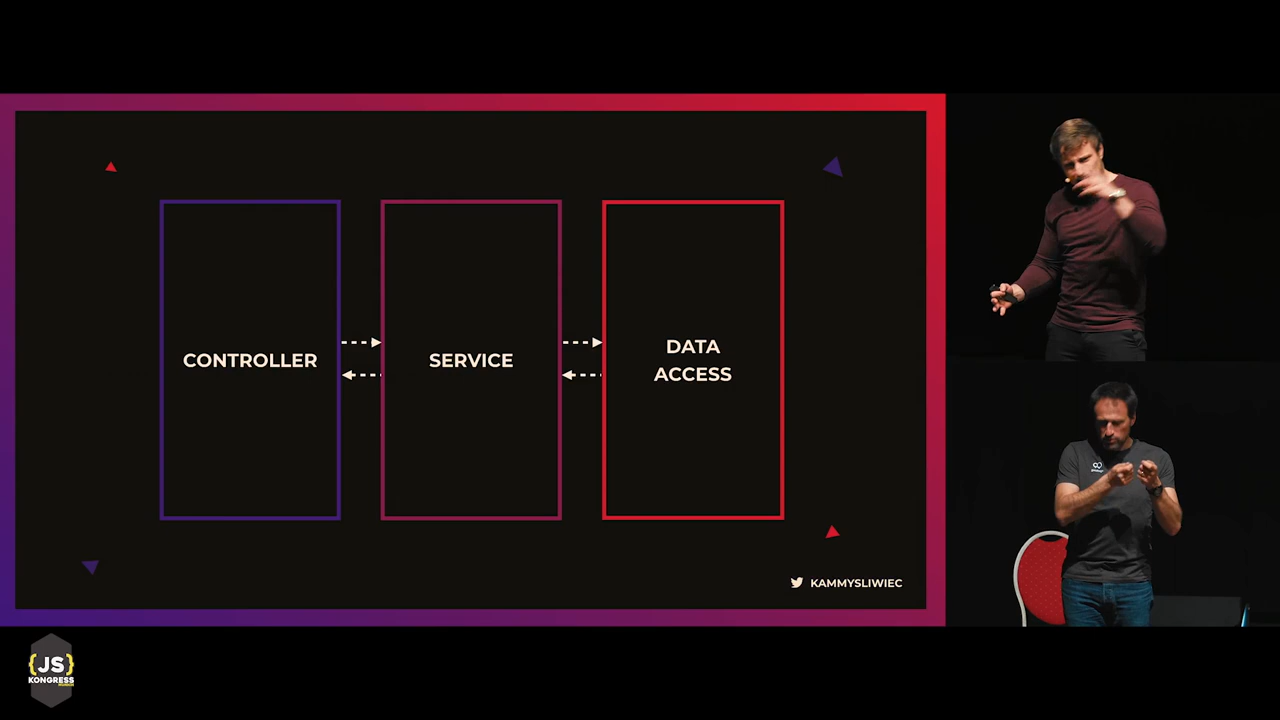 CONTROLLER
SERVICE
DATA
ACCESS
KAMMYSLIWIEC
{JS}
KONGRESS